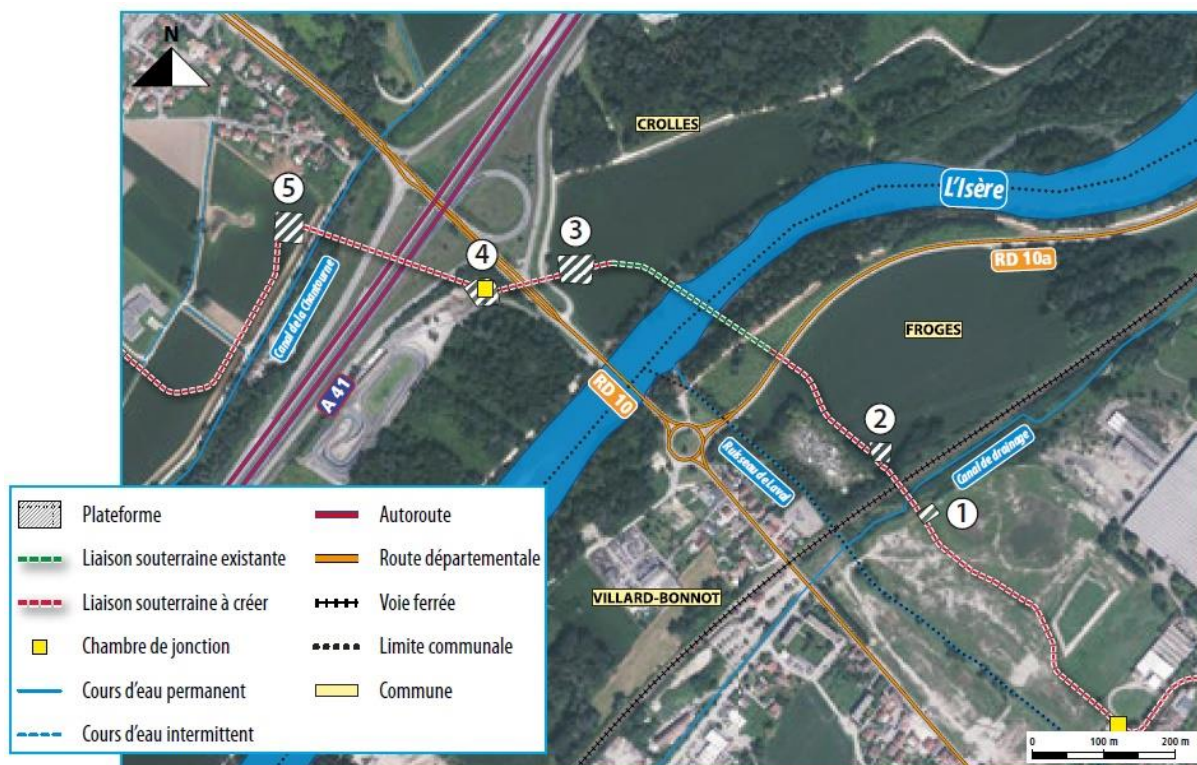 N
CROLLES
L'Isère
5
3
4
RD 10a
Canal de la Chantourne
FROGES
A 41
RD 10
2
Ruisseau de Laval
Canal de drainage
1
VILLARD-BONNOT
Plateforme
Liaison souterraine existante
Liaison souterraine à créer
Chambre de jonction
Cours d'eau permanent
Cours d'eau intermittent
Autoroute
Route départementale
Voie ferrée
Limite communale
Commune
0 100 m 200 m